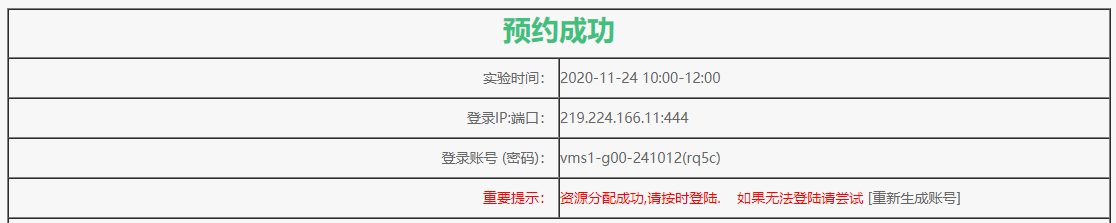 预约成功
实验时间： 2020-11-24 10:00-12:00
登录IP:端口： 219.224.166.11:444
登录账号 (密码)： vms1-g00-241012(rq5c)
重要提示： 资源分配成功,请按时登陆. 如果无法登陆请尝试 [重新生成账号]